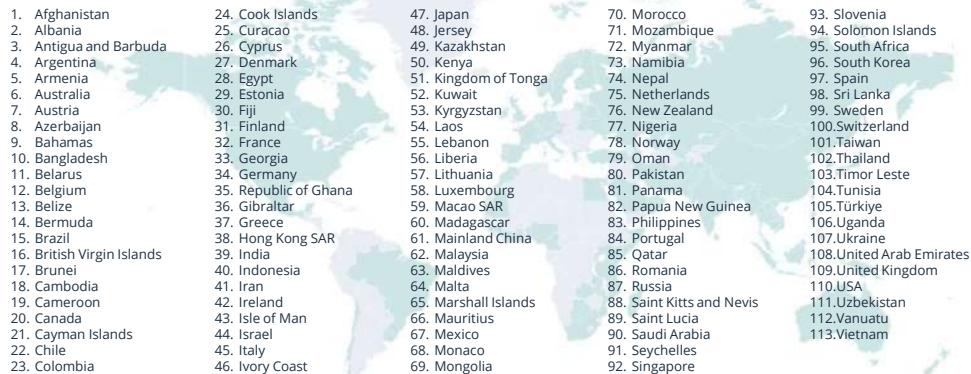 1. Afghanistan
2. Albania
3. Antigua and Barbuda
4. Argentina
5. Armenia
6. Australia
7. Austria
8. Azerbaijan
9. Bahamas
10. Bangladesh
11. Belarus
12. Belgium
13. Belize
14. Bermuda
15. Brazil
16. British Virgin Islands
17. Brunei
18. Cambodia
19. Cameroon
20. Canada
21. Cayman Islands
22. Chile
23. Colombia
24. Cook Islands
25. Curacao
26. Cyprus
27. Denmark
28. Egypt
29. Estonia
30. Fiji
31. Finland
32. France
33. Georgia
34. Germany
35. Republic of Ghana
36. Gibraltar
37. Greece
38. Hong Kong SAR
39. India
40. Indonesia
41. Iran
42. Ireland
43. Isle of Man
44. Israel
45. Italy
46. Ivory Coast
47. Japan
48. Jersey
49. Kazakhstan
50. Kenya
51. Kingdom of Tonga
52. Kuwait
53. Kyrgyzstan
54. Laos
55. Lebanon
56. Liberia
57. Lithuania
58. Luxembourg
59. Macao SAR
60. Madagascar
61. Mainland China
62. Malaysia
63. Maldives
64. Malta
65. Marshall Islands
66. Mauritius
67. Mexico
68. Monaco
69. Mongolia
70. Morocco
71. Mozambique
72. Myanmar
73. Namibia
74. Nepal
75. Netherlands
76. New Zealand
77. Nigeria
78. Norway
79. Oman
80. Pakistan
81. Panama
82. Papua New Guinea
83. Philippines
84. Portugal
85. Qatar
86. Romania
87. Russia
88. Saint Kitts and Nevis
89. Saint Lucia
90. Saudi Arabia
91. Seychelles
92. Singapore
93. Slovenia
94. Solomon Islands
95. South Africa
96. South Korea
97. Spain
98. Sri Lanka
99. Sweden
100.Switzerland
101.Taiwan
102.Thailand
103.Timor Leste
104.Tunisia
105.Türkiye
106.Uganda
107.Ukraine
108.United Arab Emirates
109.United Kingdom
110.USA
111.Uzbekistan
112.Vanuatu
113.Vietnam